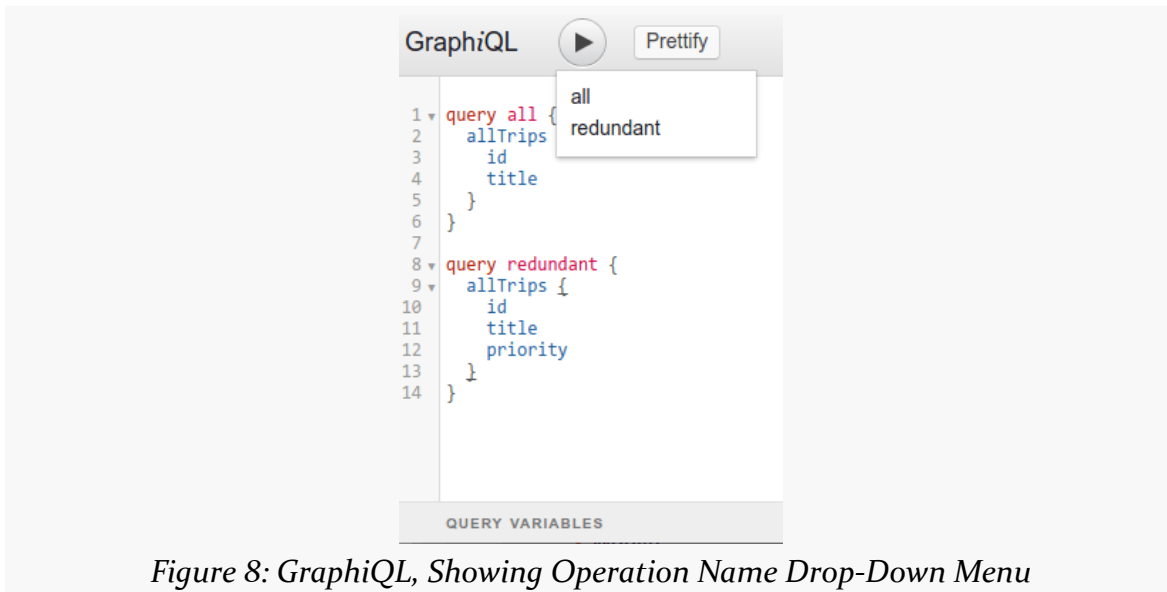 GraphiQL Prettify
all
redundant
1 query all {
2 allTrips
3 id
4 title
5 }
6 }
7
8 query redundant {
9 allTrips {
10 id
11 title
12 priority
13 }
14 }
QUERY VARIABLES
Figure 8: GraphiQL, Showing Operation Name Drop-Down Menu